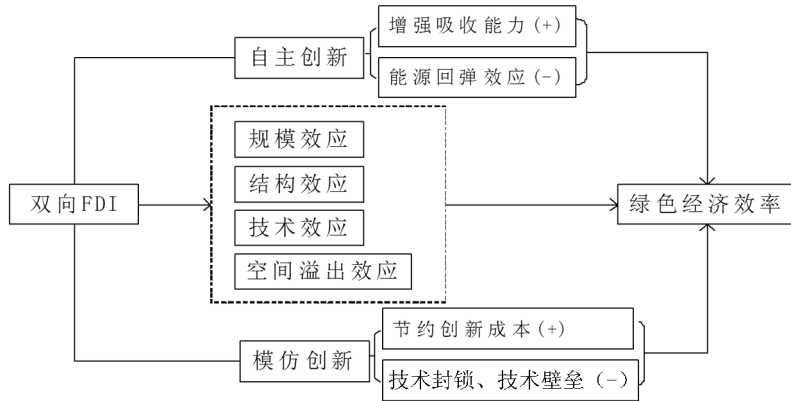 增强吸收能力(+)
自主创新
能源回弹效应(-)
规模效应
结构效应
双向FDI
绿色经济效率
技术效应
空间溢出效应
节约创新成本(+)
模仿创新
技术封锁、技术壁垒（-）